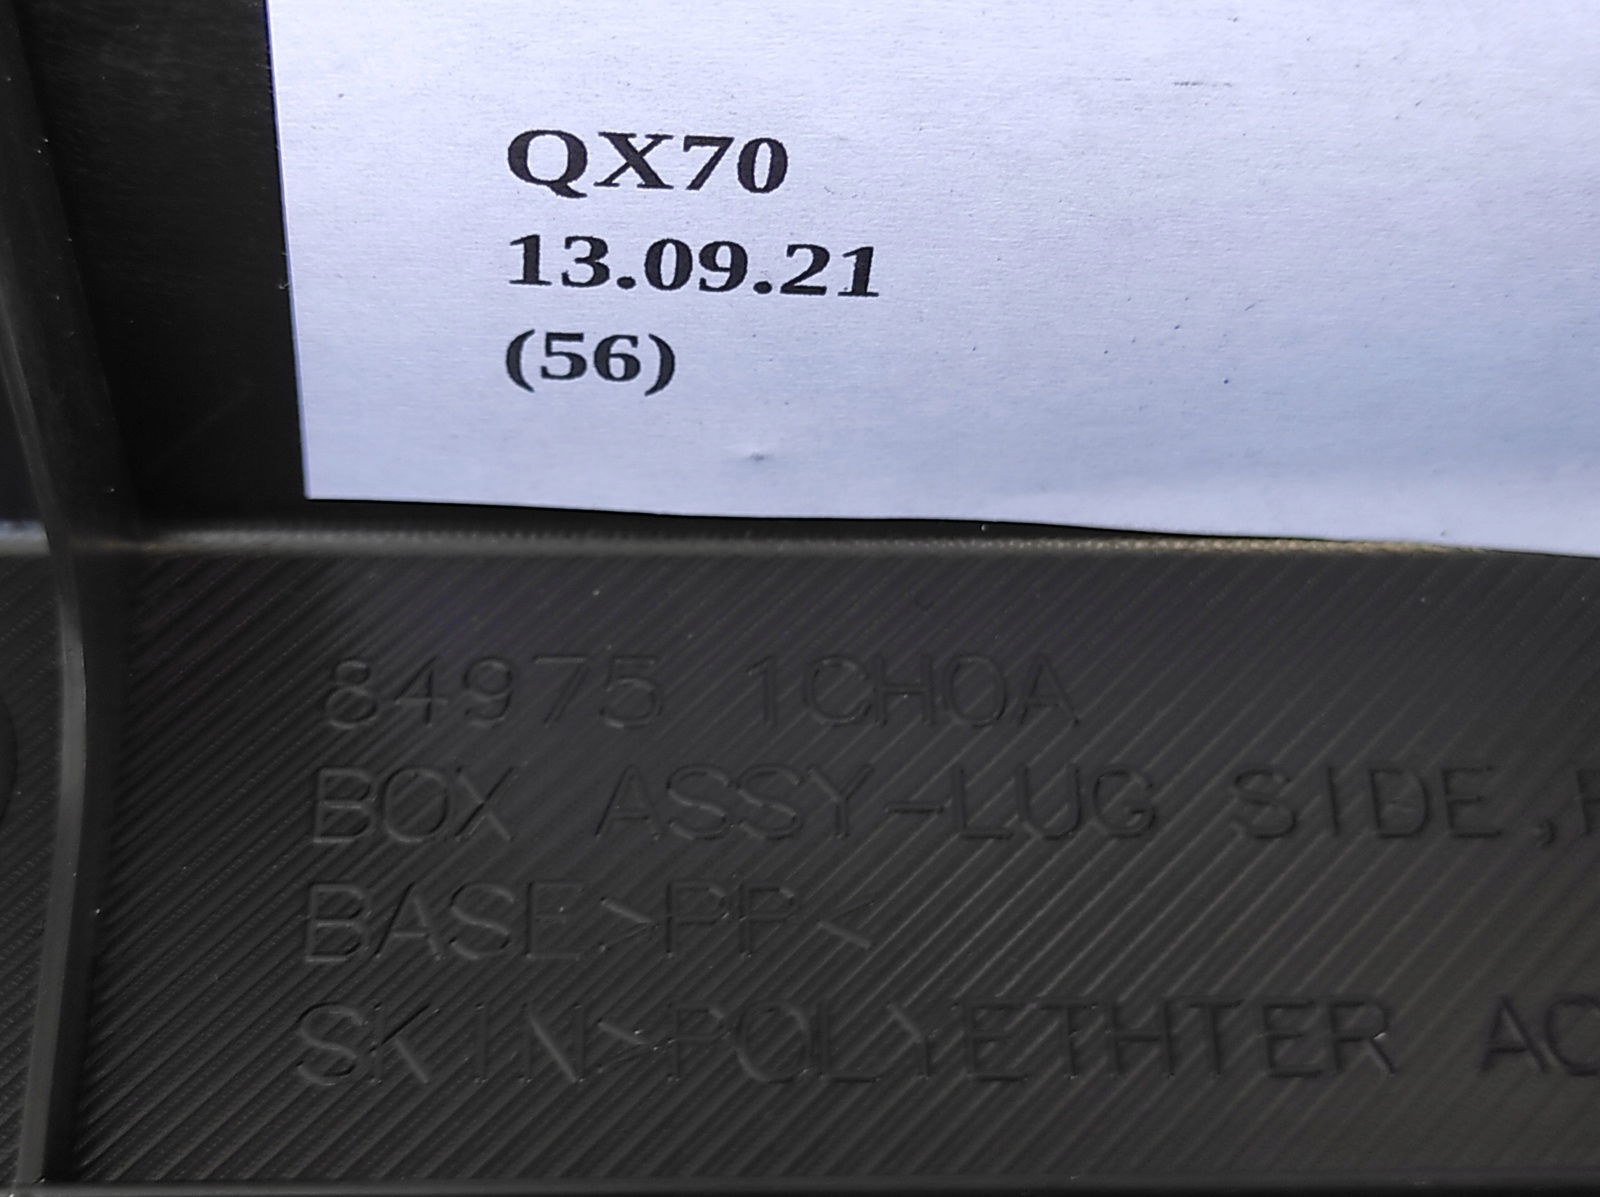 QX70
13.09.21
(56)
84975 1CH0A
BOX ASSY-LUG SIDE,
BASE>PP<
SKIN>POLYETHTER